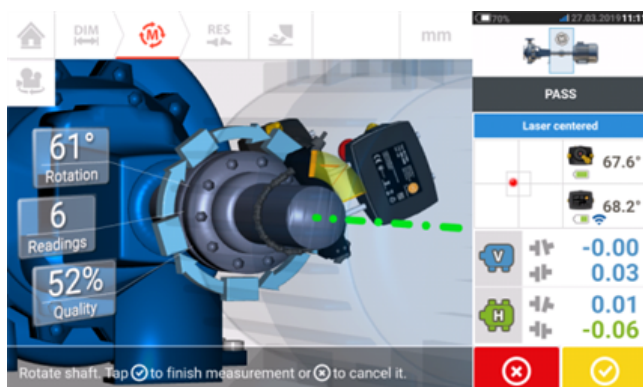 DIM
RES
mm
61°
Rotation
6
Readings
52%
Quality
Rotate shaft. Tap to finish measurement or to cancel it.
70%
27.03.2019 11:11
PASS
Laser centered
67.6°
68.2°
V
-0.00
0.03
H
0.01
-0.06